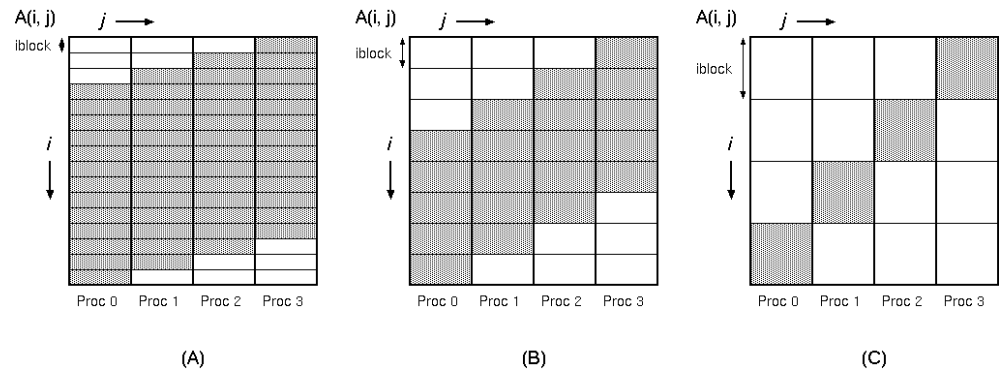 A(i, j)
j
iblock
i
Proc 0 Proc 1 Proc 2 Proc 3
(A)
A(i, j)
j
iblock
i
Proc 0 Proc 1 Proc 2 Proc 3
(B)
A(i, j)
j
iblock
i
Proc 0 Proc 1 Proc 2 Proc 3
(C)